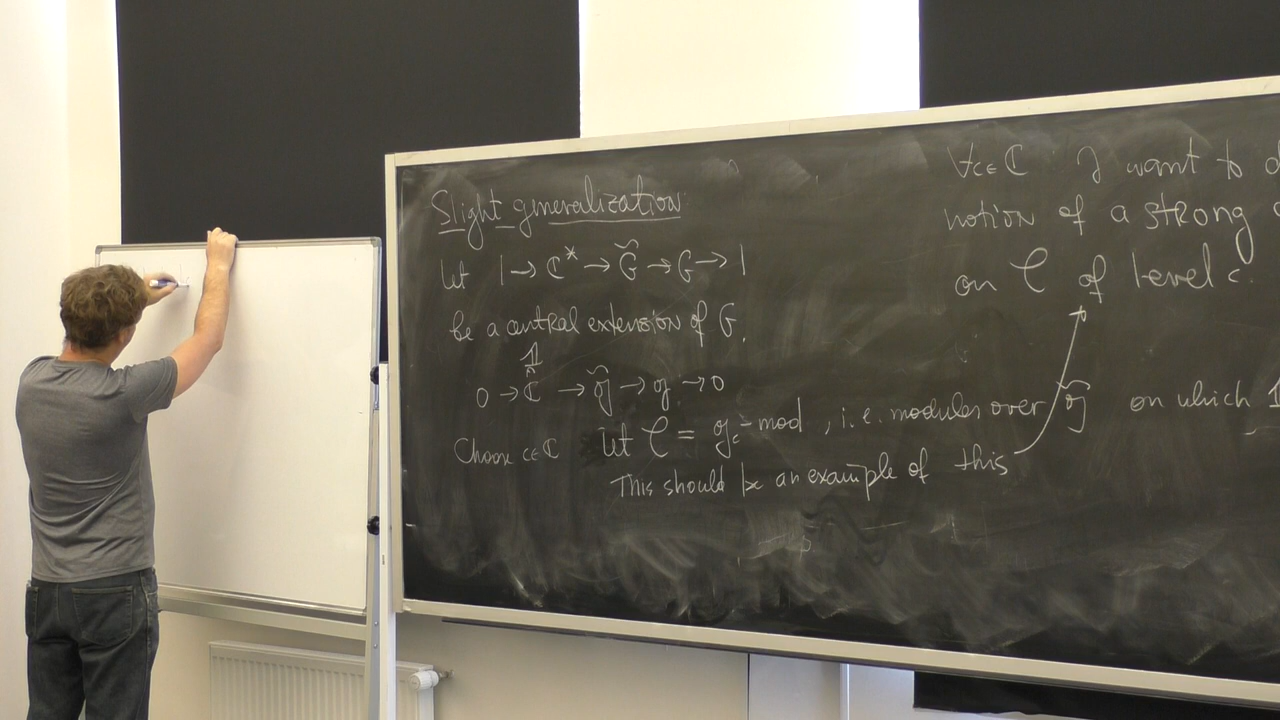 Slight generalization
Let 1 → ℂ* → G̃ → G → 1
be a central extension of G.
𝟙
0 → ℂ → 𝔤̃ → 𝔤 → 0
Choose c∈ℂ Let 𝒞 = 𝔤_c-mod, i.e. modules over 𝔤̃ on which 𝟙
This should be an example of this
∀c∈ℂ I want to
notion of a strong
on 𝒞 of level c.